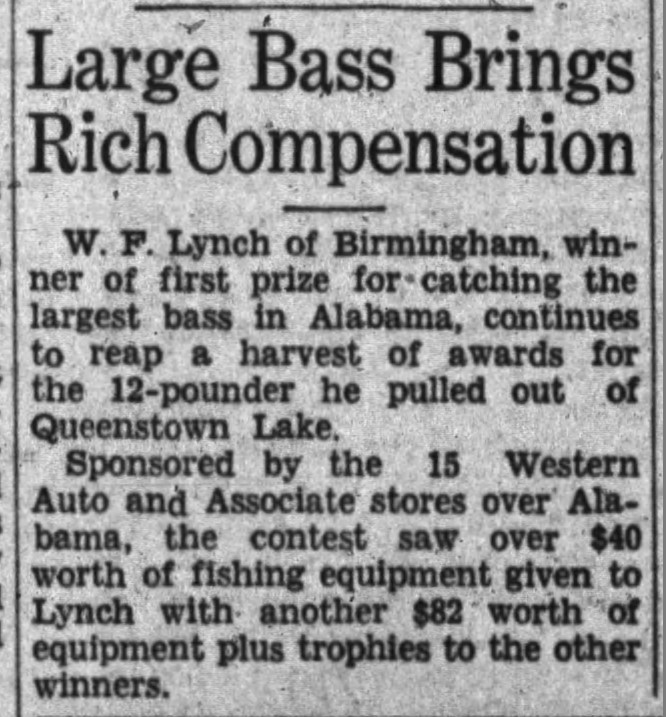 Large Bass Brings
Rich Compensation
W. F. Lynch of Birmingham, win-
ner of first prize for catching the
largest bass in Alabama, continues
to reap a harvest of awards for
the 12-pounder he pulled out of
Queenstown Lake.
Sponsored by the 15 Western
Auto and Associate stores over Ala-
bama, the contest saw over $40
worth of fishing equipment given to
Lynch with another $82 worth of
equipment plus trophies to the other
winners.